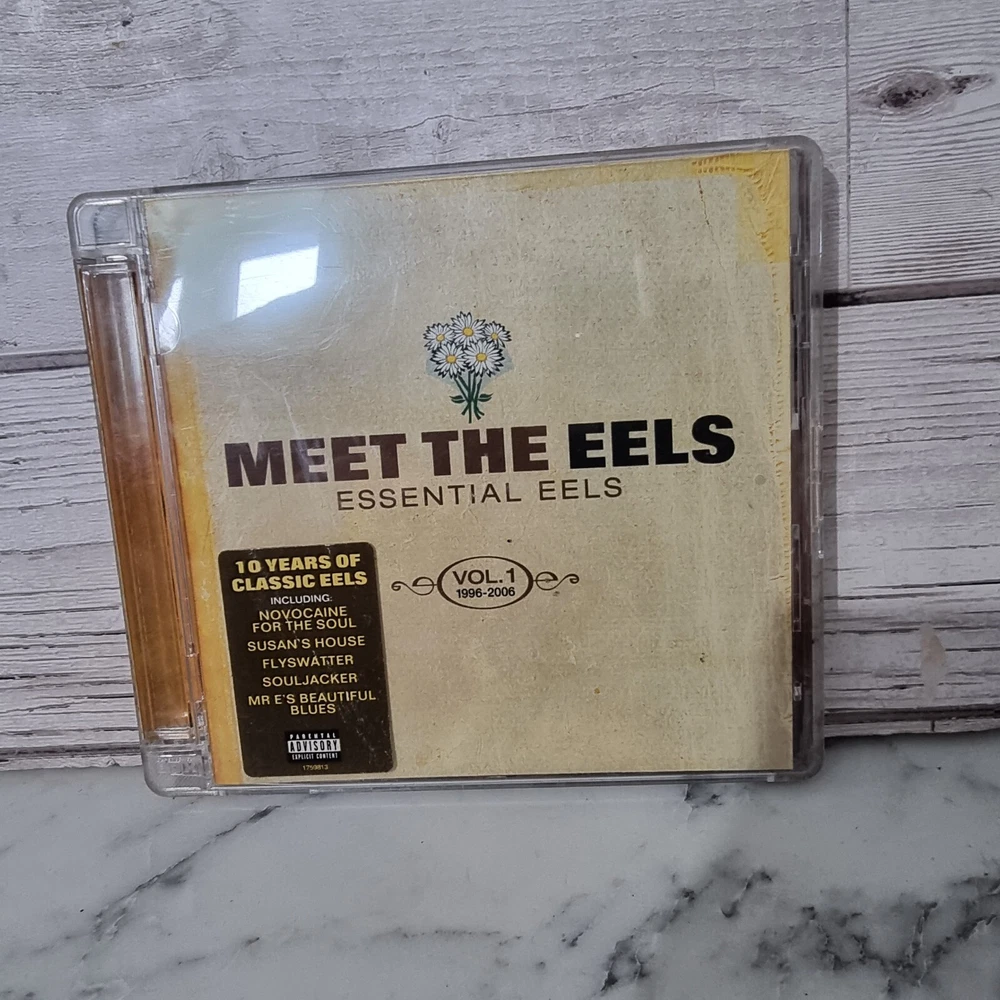 MEET THE EELS
ESSENTIAL EELS
VOL.1
1996-2006
10 YEARS OF
CLASSIC EELS
INCLUDING:
NOVOCAINE
FOR THE SOUL
SUSAN'S HOUSE
FLYSWATTER
SOULJACKER
MR E'S BEAUTIFUL
BLUES
PARENTAL
ADVISORY
EXPLICIT CONTENT
1759813